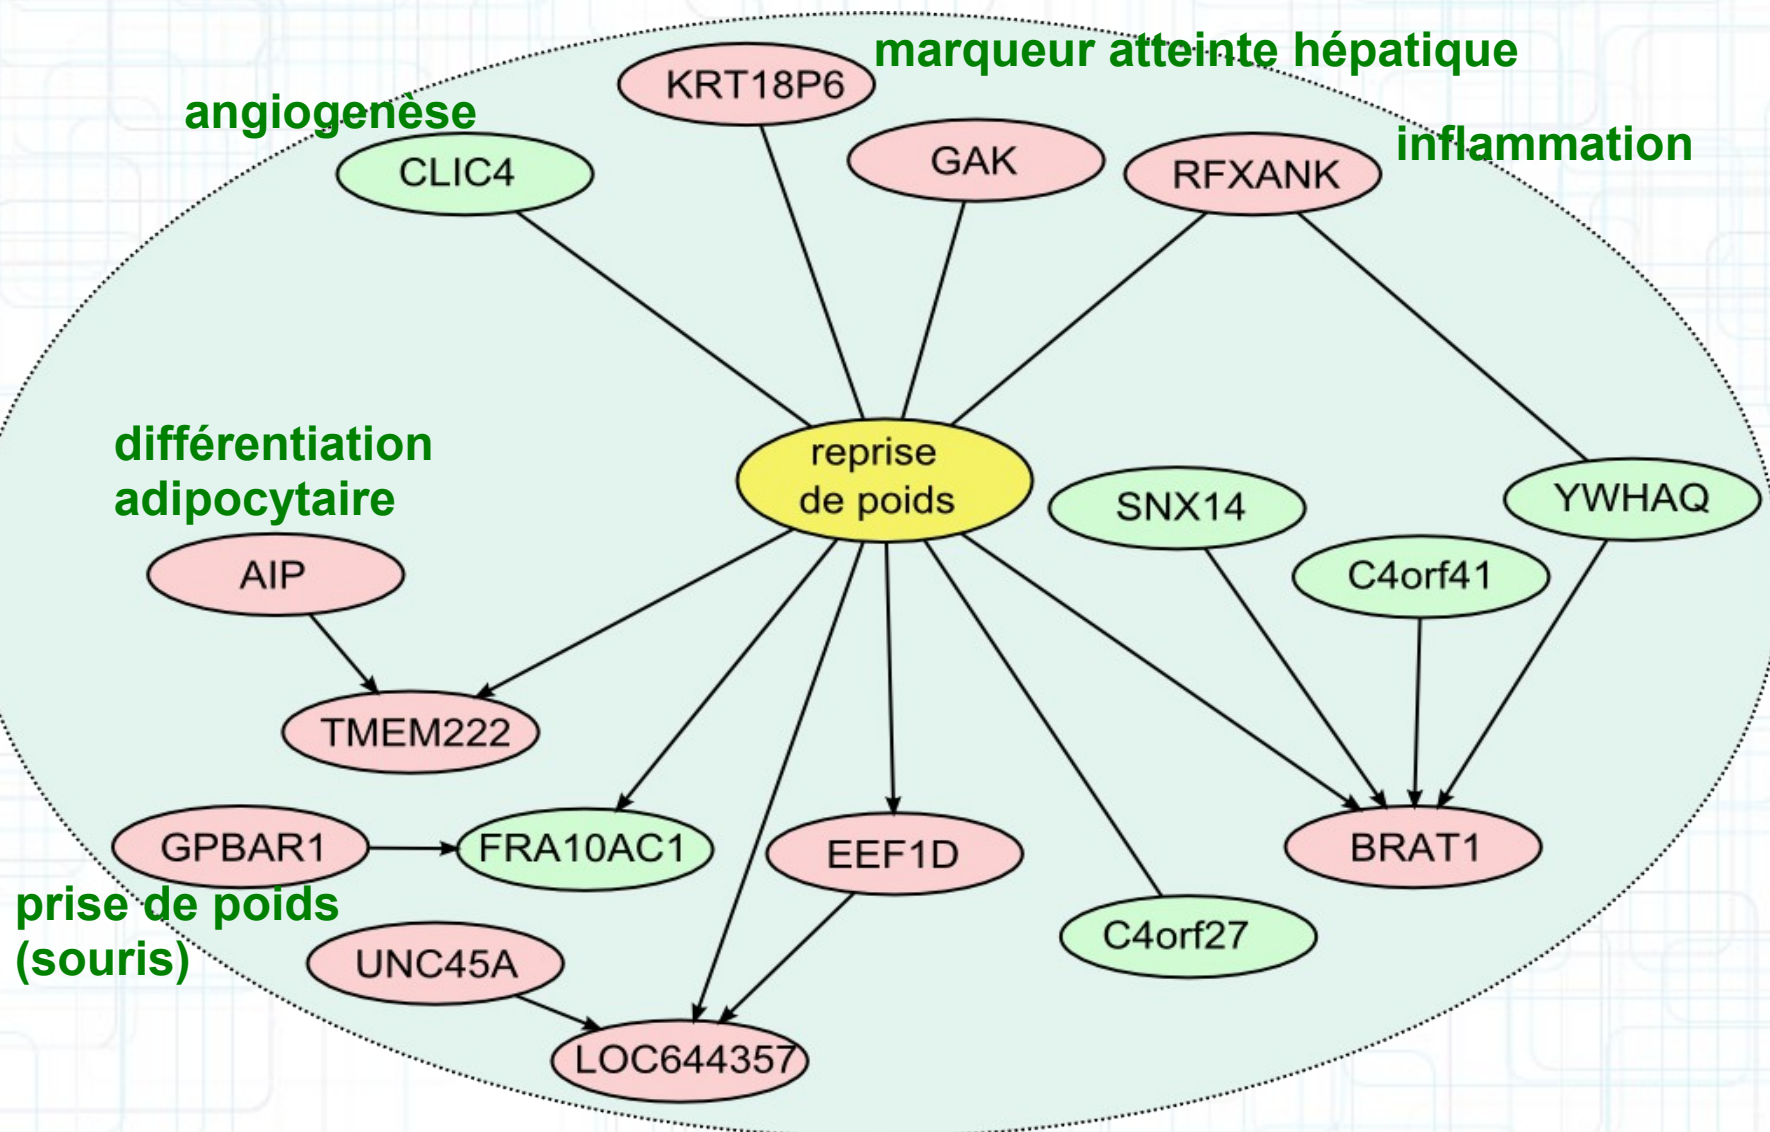 marqueur atteinte hépatique
KRT18P6
angiogenèse
CLIC4
GAK
inflammation
RFXANK
différentiation
adipocytaire
reprise
de poids
SNX14
YWHAQ
C4orf41
AIP
TMEM222
GPBAR1
FRA10AC1
EEF1D
BRAT1
prise de poids
(souris)
UNC45A
C4orf27
LOC644357